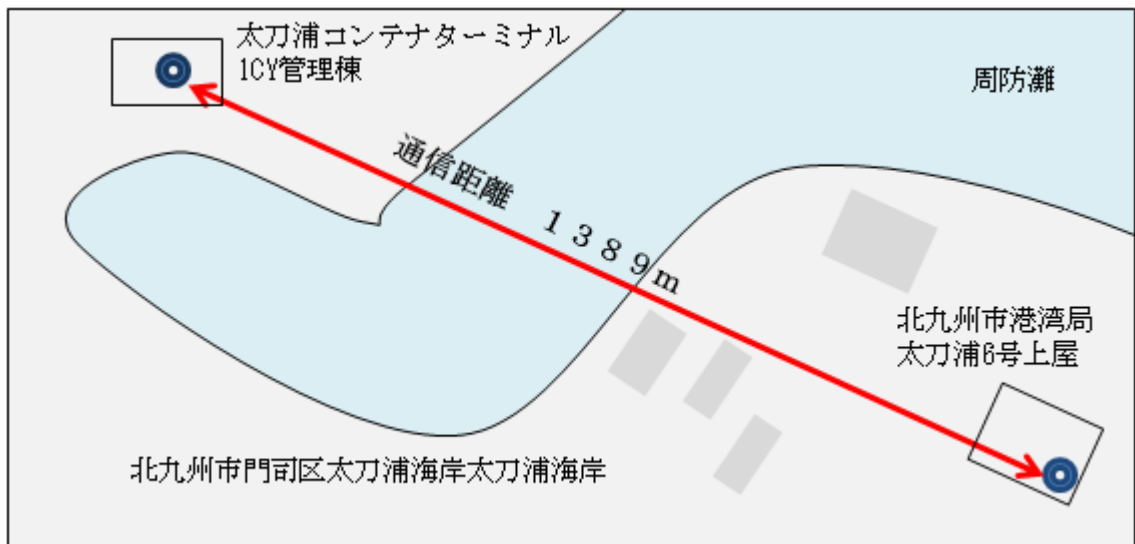 太刀浦コンテナターミナル
1CY管理棟
周防灘
通信距離　１３８９ｍ
北九州市港湾局
太刀浦6号上屋
北九州市門司区太刀浦海岸太刀浦海岸